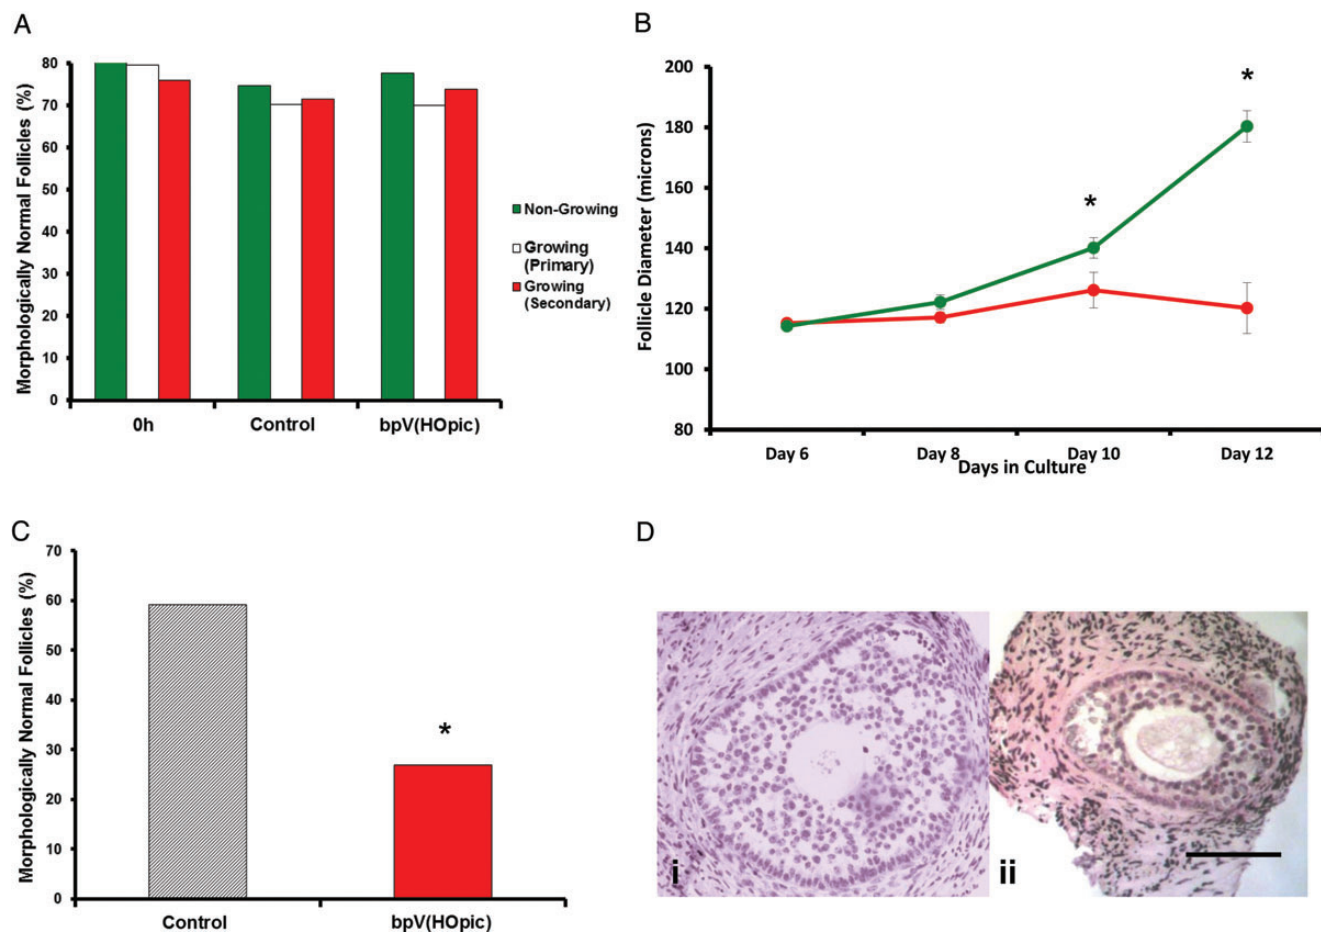 A
Morphologically Normal Follicles (%)
80
70
60
50
40
30
20
10
0
0h
Control
bpV(HOpic)
Non-Growing
Growing
(Primary)
Growing
(Secondary)
B
Follicle Diameter (microns)
200
180
160
140
120
100
80
*
*
Day 6
Day 8
Day 10
Day 12
Days in Culture
C
Morphologically Normal Follicles (%)
70
60
50
40
30
20
10
0
*
Control
bpV(HOpic)
D
i
ii